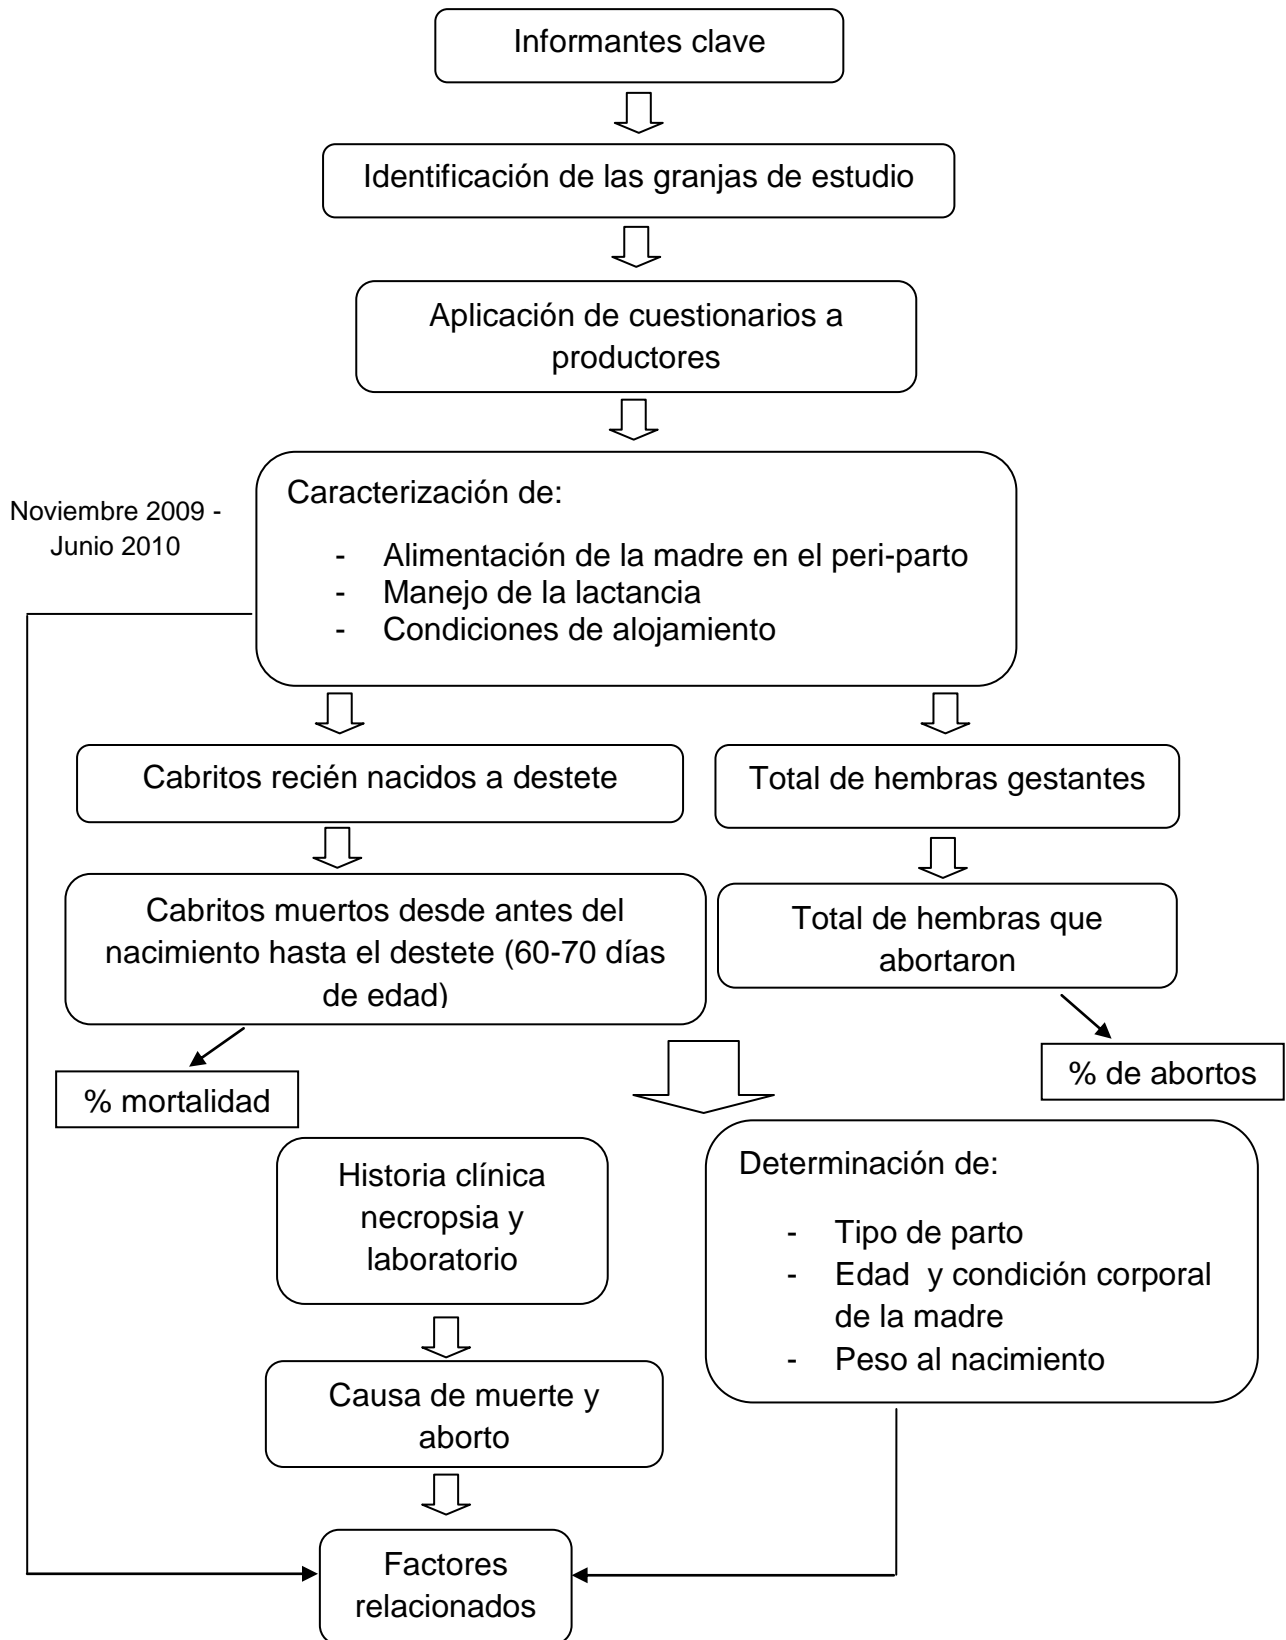 Informantes clave
Identificación de las granjas de estudio
Aplicación de cuestionarios a
productores
Noviembre 2009 -
Junio 2010
Caracterización de:
- Alimentación de la madre en el peri-parto
- Manejo de la lactancia
- Condiciones de alojamiento
Cabritos recién nacidos a destete
Total de hembras gestantes
Cabritos muertos desde antes del
nacimiento hasta el destete (60-70 días
de edad)
Total de hembras que
abortaron
% mortalidad
% de abortos
Historia clínica
necropsia y
laboratorio
Determinación de:
- Tipo de parto
- Edad y condición corporal
de la madre
- Peso al nacimiento
Causa de muerte y
aborto
Factores
relacionados